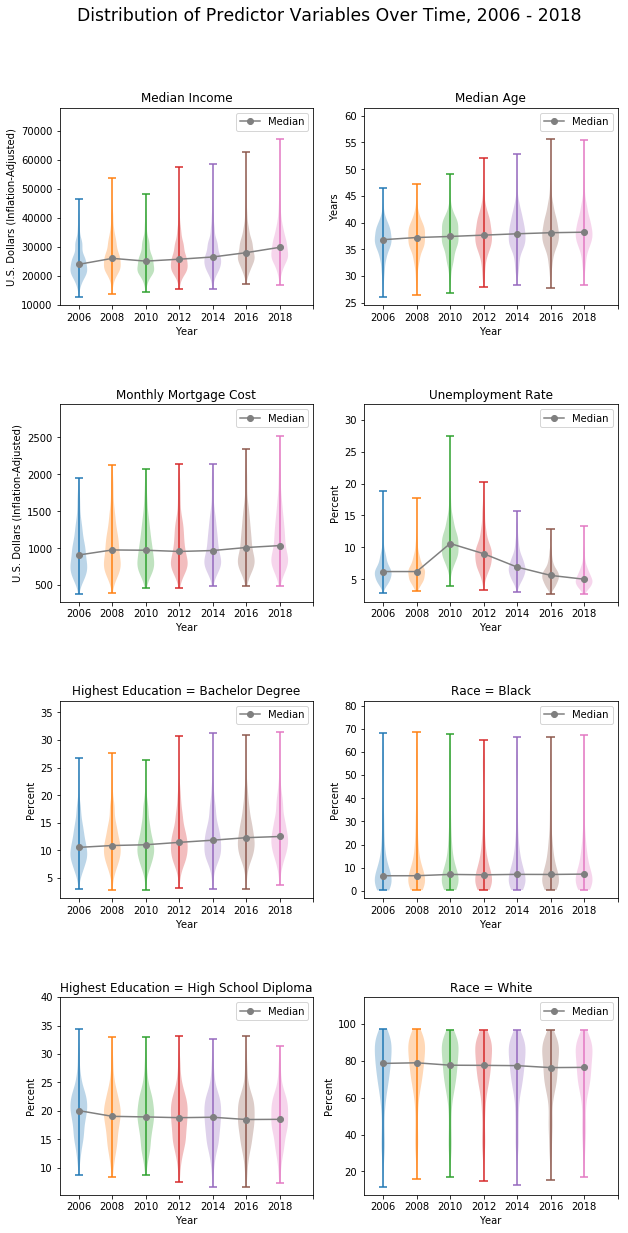 Distribution of Predictor Variables Over Time, 2006 - 2018
Median Income
Median
70000
60000
50000
40000
30000
20000
10000
U.S. Dollars (Inflation-Adjusted)
2006 2008 2010 2012 2014 2016 2018
Year
Median Age
Median
60
55
50
45
40
35
30
25
Years
2006 2008 2010 2012 2014 2016 2018
Year
Monthly Mortgage Cost
Median
2500
2000
1500
1000
500
U.S. Dollars (Inflation-Adjusted)
2006 2008 2010 2012 2014 2016 2018
Year
Unemployment Rate
Median
30
25
20
15
10
5
Percent
2006 2008 2010 2012 2014 2016 2018
Year
Highest Education = Bachelor Degree
Median
35
30
25
20
15
10
5
Percent
2006 2008 2010 2012 2014 2016 2018
Year
Race = Black
Median
80
70
60
50
40
30
20
10
0
Percent
2006 2008 2010 2012 2014 2016 2018
Year
Highest Education = High School Diploma
Median
40
35
30
25
20
15
10
Percent
2006 2008 2010 2012 2014 2016 2018
Year
Race = White
Median
100
80
60
40
20
Percent
2006 2008 2010 2012 2014 2016 2018
Year